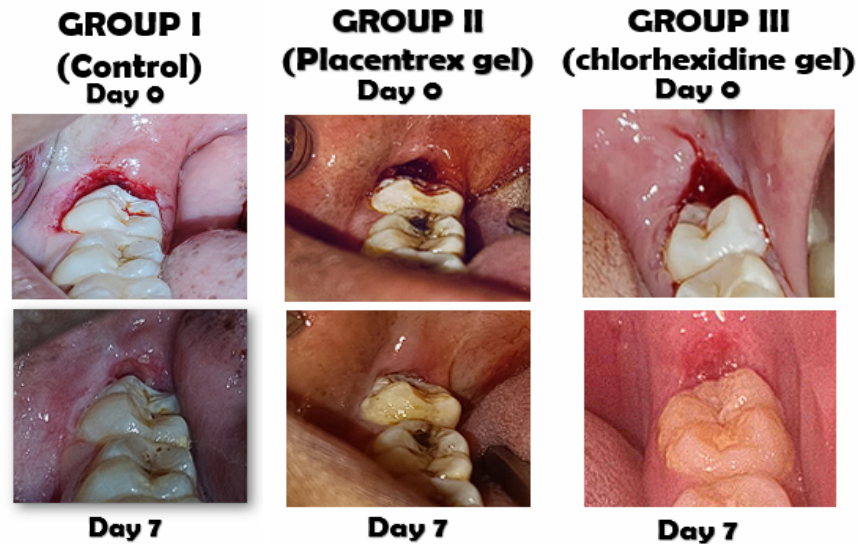 GROUP I
(Control)
Day 0
GROUP II
(Placentrex gel)
Day 0
GROUP III
(chlorhexidine gel)
Day 0
Day 7
Day 7
Day 7